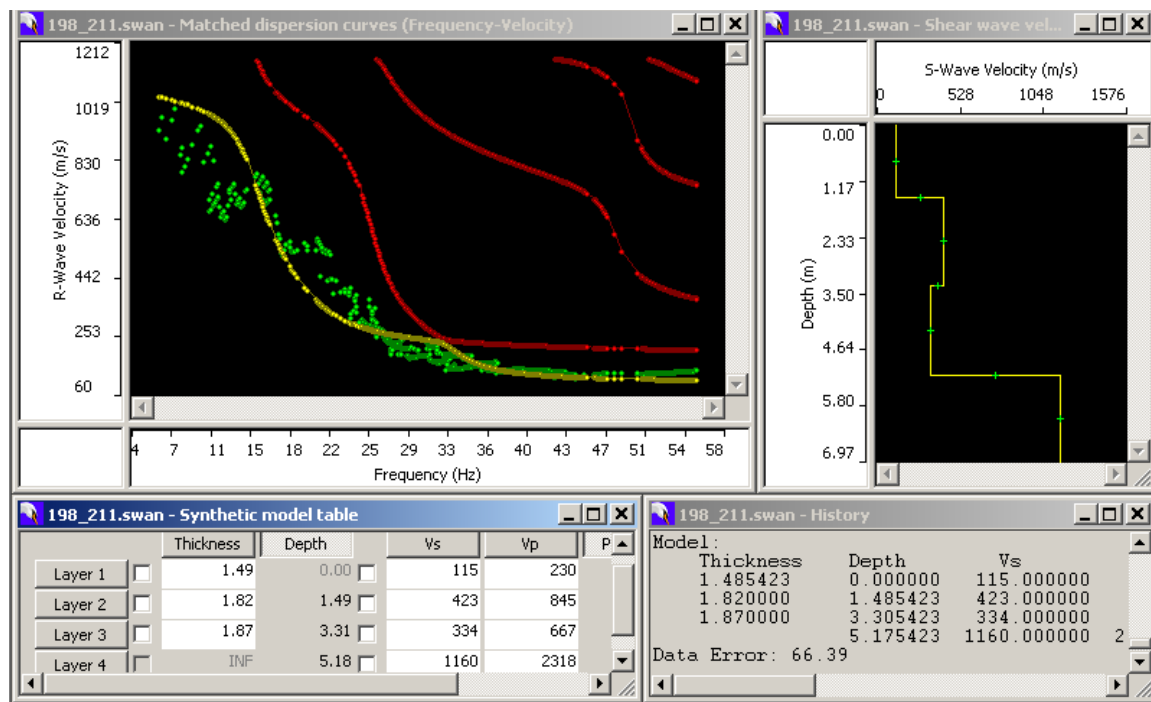 198_211.swan - Matched dispersion curves (Frequency-Velocity)
R-Wave Velocity (m/s)
1212
1019
830
636
442
253
60
4 7 11 15 18 22 25 29 33 36 40 43 47 51 54 58
Frequency (Hz)
198_211.swan - Shear wave vel...
S-Wave Velocity (m/s)
0 528 1048 1576
Depth (m)
0.00
1.17
2.33
3.50
4.64
5.80
6.97
198_211.swan - Synthetic model table
Thickness Depth Vs Vp P
Layer 1 1.49 0.00 115 230
Layer 2 1.82 1.49 423 845
Layer 3 1.87 3.31 334 667
Layer 4 INF 5.18 1160 2318
198_211.swan - History
Model:
Thickness Depth Vs
1.485423 0.000000 115.000000
1.820000 1.485423 423.000000
1.870000 3.305423 334.000000
5.175423 1160.000000 2
Data Error: 66.39